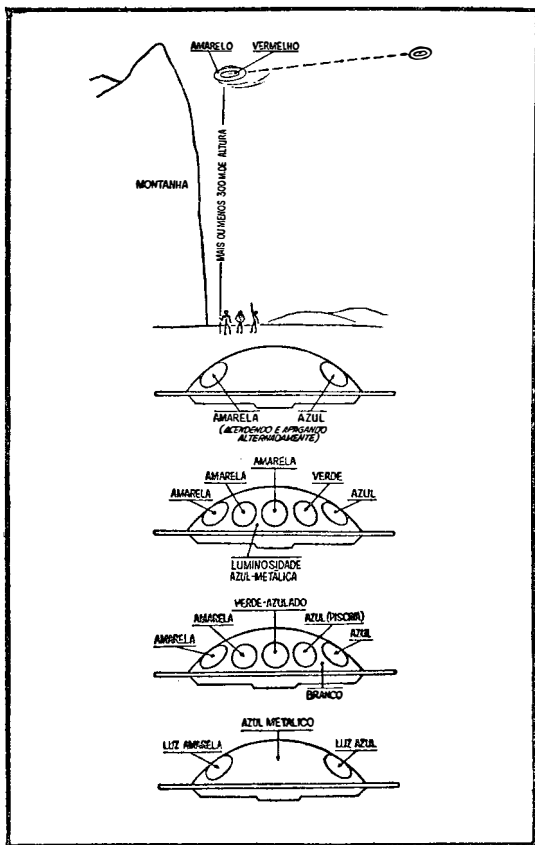 AMARELO VERMELHO
MONTANHA
MAIS OU MENOS 300 M. DE ALTURA
AMARELA AZUL
(ACENDENDO E APAGANDO
ALTERNADAMENTE)
AMARELA
AMARELA VERDE
AMARELA AZUL
LUMINOSIDADE
AZUL-METÁLICA
VERDE-AZULADO
AMARELA AZUL (PISCINA)
AMARELA AZUL
BRANCO
AZUL METÁLICO
LUZ AMARELA LUZ AZUL